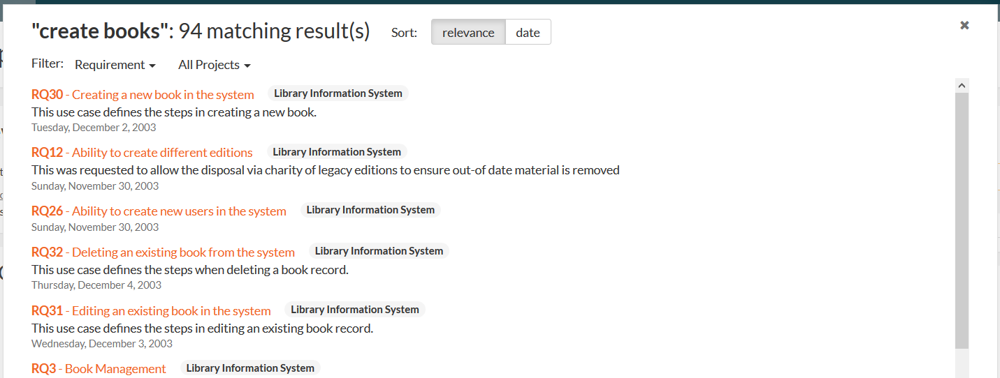 "create books": 94 matching result(s) Sort: relevance date
Filter: Requirement All Projects
RQ30 - Creating a new book in the system Library Information System
This use case defines the steps in creating a new book.
Tuesday, December 2, 2003
RQ12 - Ability to create different editions Library Information System
This was requested to allow the disposal via charity of legacy editions to ensure out-of date material is removed
Sunday, November 30, 2003
RQ26 - Ability to create new users in the system Library Information System
Sunday, November 30, 2003
RQ32 - Deleting an existing book from the system Library Information System
This use case defines the steps when deleting a book record.
Thursday, December 4, 2003
RQ31 - Editing an existing book in the system Library Information System
This use case defines the steps in editing an existing book record.
Wednesday, December 3, 2003
RQ3 - Book Management Library Information System